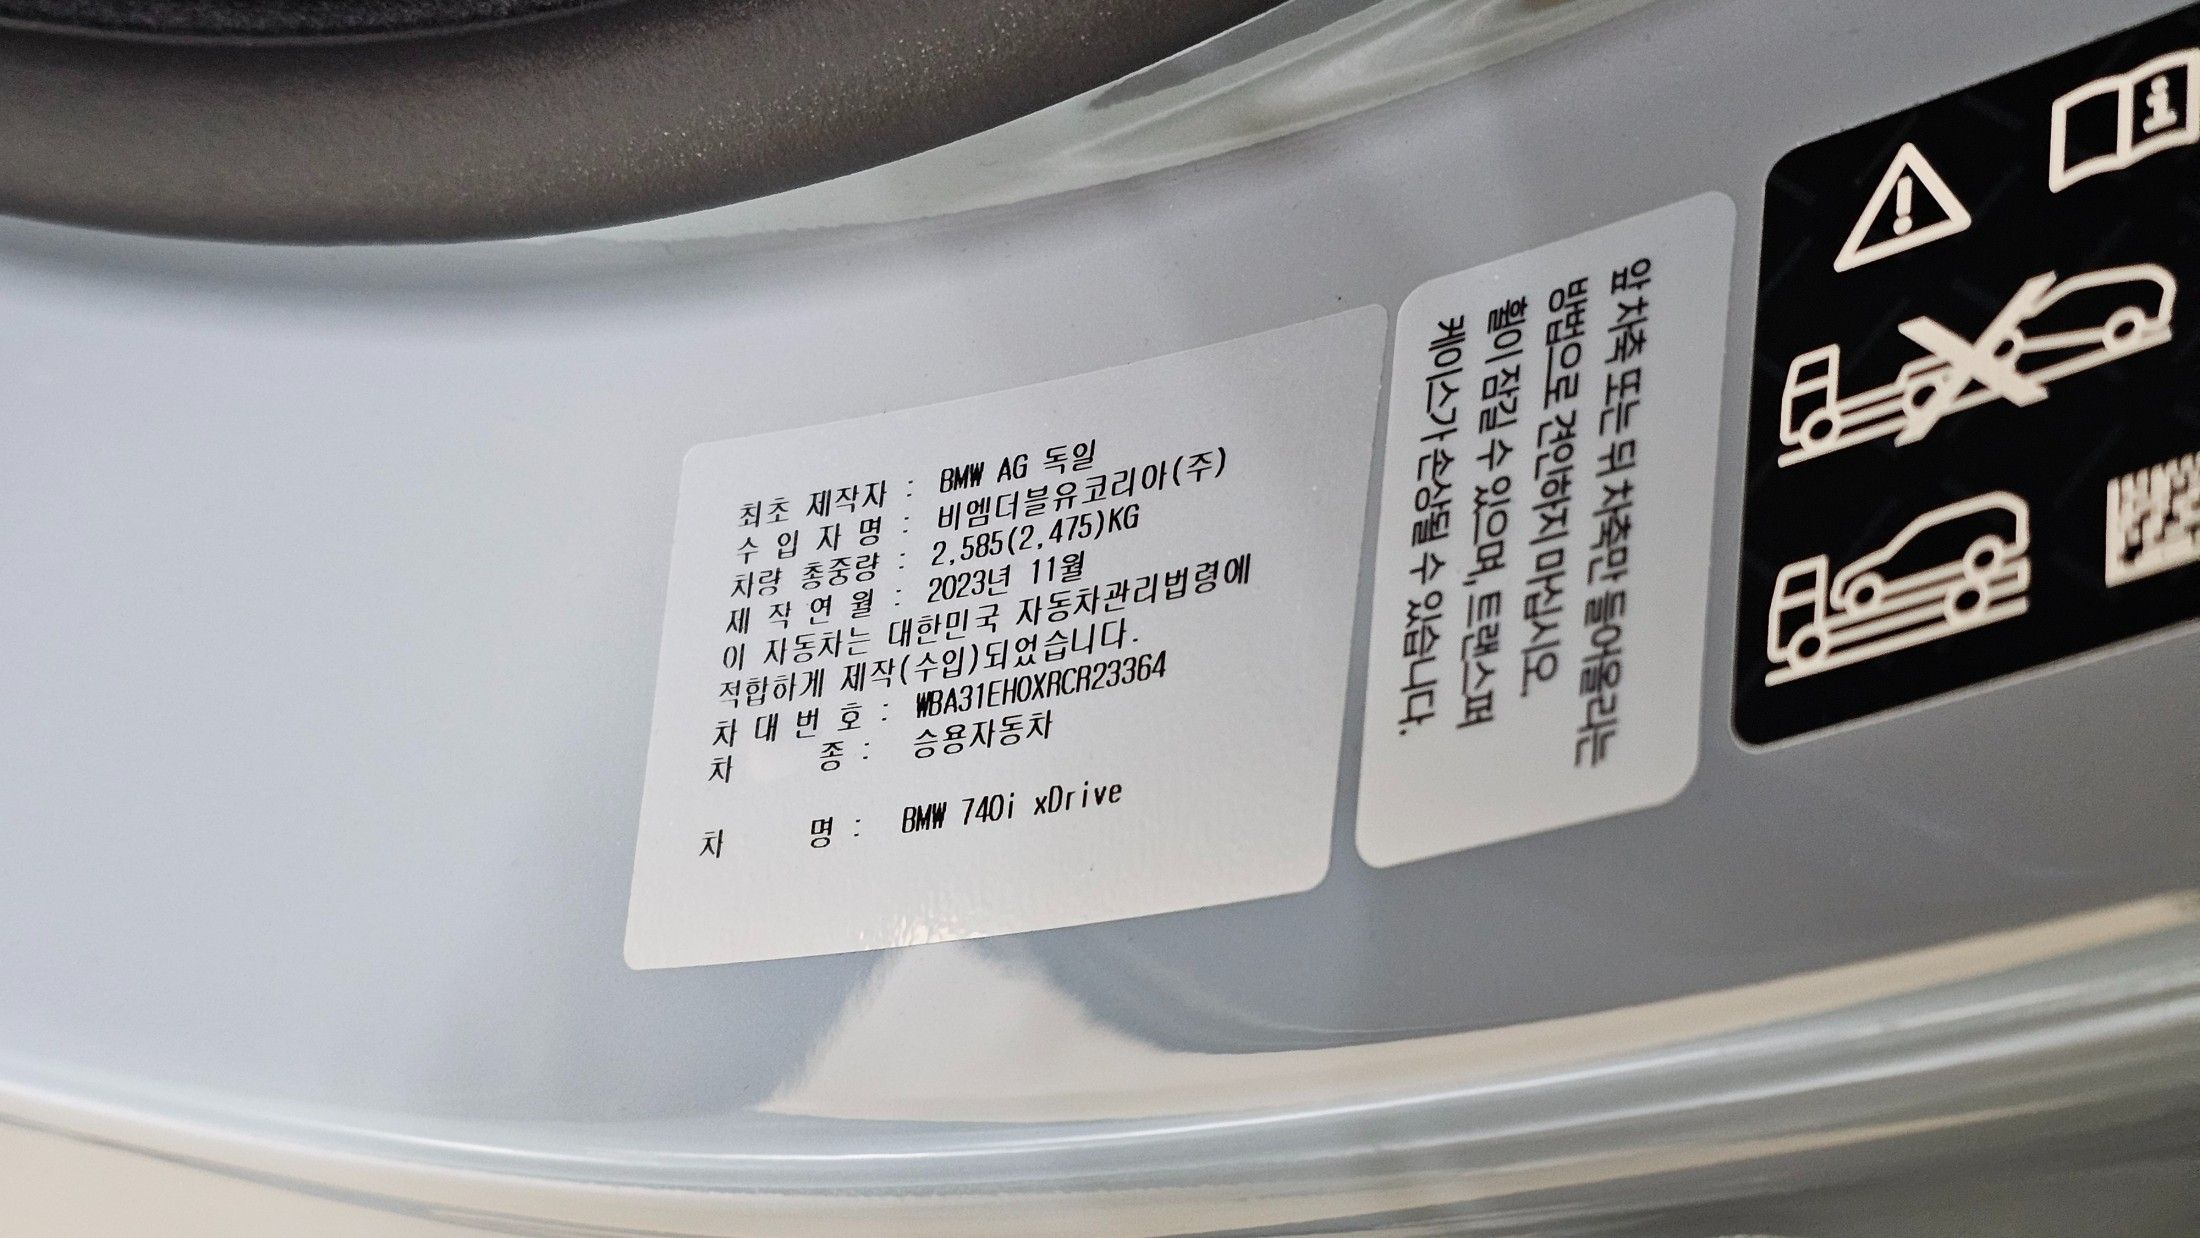 최초 제작자 : BMW AG 독일
수 입 자 명 : 비엠더블유코리아(주)
차량 총중량 : 2,585(2,475)KG
제 작 연 월 : 2023년 11월
이 자동차는 대한민국 자동차관리법령에
적합하게 제작(수입)되었습니다.
차 대 번 호 : WBA31EH0XRCR23364
차 종 : 승용자동차
차 명 : BMW 740i xDrive
앞 차축 또는 뒤 차축만 들어올리는
방법으로 견인하지 마십시오.
휠이 잠길 수 있으며, 트랜스퍼
케이스가 손상될 수 있습니다.